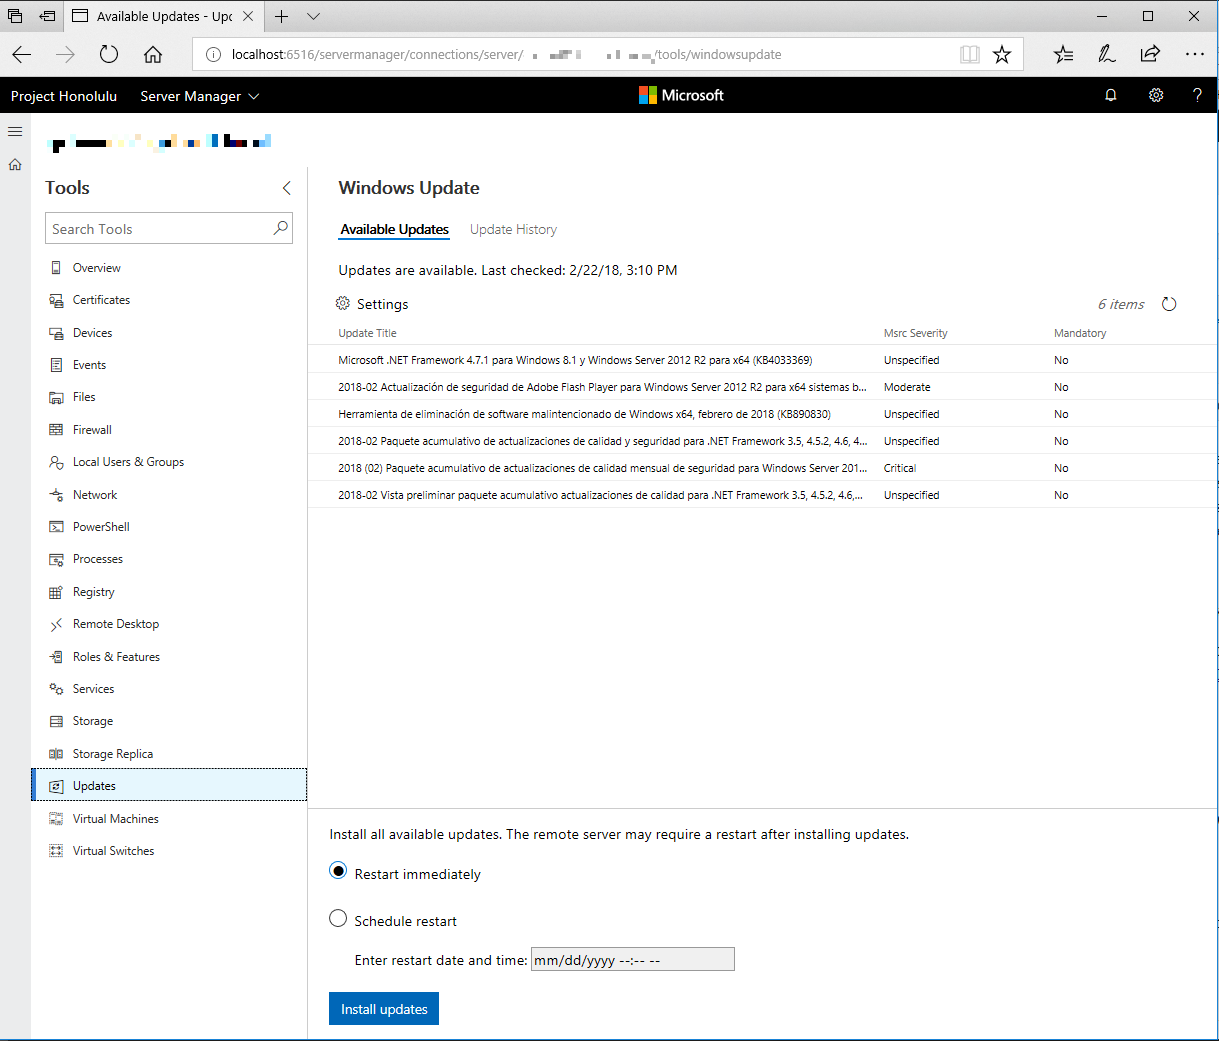 Available Updates - Upd
localhost:6516/servermanager/connections/server/ /tools/windowsupdate
Project Honolulu Server Manager Microsoft ?
Tools
Search Tools
Overview
Certificates
Devices
Events
Files
Firewall
Local Users & Groups
Network
PowerShell
Processes
Registry
Remote Desktop
Roles & Features
Services
Storage
Storage Replica
Updates
Virtual Machines
Virtual Switches
Windows Update
Available Updates Update History
Updates are available. Last checked: 2/22/18, 3:10 PM
Settings 6 items
Update Title Msrc Severity Mandatory
Microsoft .NET Framework 4.7.1 para Windows 8.1 y Windows Server 2012 R2 para x64 (KB4033369) Unspecified No
2018-02 Actualización de seguridad de Adobe Flash Player para Windows Server 2012 R2 para x64 sistemas b... Moderate No
Herramienta de eliminación de software malintencionado de Windows x64, febrero de 2018 (KB890830) Unspecified No
2018-02 Paquete acumulativo de actualizaciones de calidad y seguridad para .NET Framework 3.5, 4.5.2, 4.6, 4... Unspecified No
2018 (02) Paquete acumulativo de actualizaciones de calidad mensual de seguridad para Windows Server 201... Critical No
2018-02 Vista preliminar paquete acumulativo actualizaciones de calidad para .NET Framework 3.5, 4.5.2, 4.6,... Unspecified No
Install all available updates. The remote server may require a restart after installing updates.
Restart immediately
Schedule restart
Enter restart date and time: mm/dd/yyyy --:-- --
Install updates